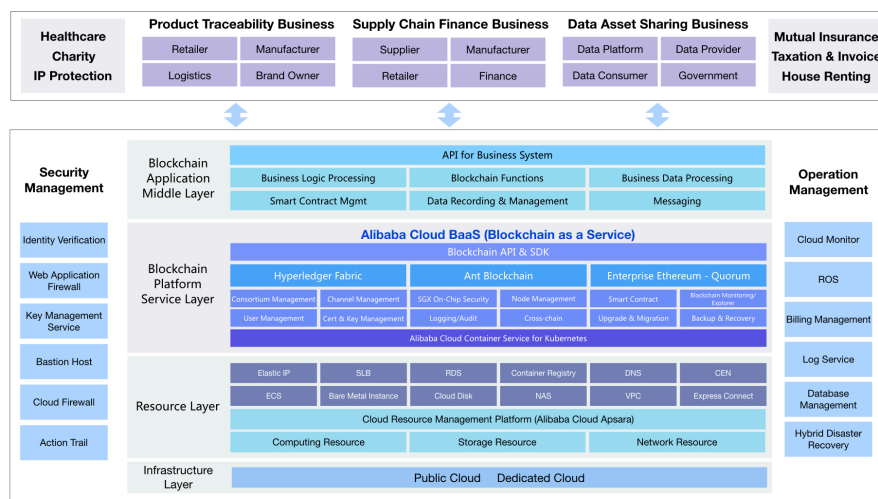 Healthcare
Charity
IP Protection
Product Traceability Business
Retailer
Manufacturer
Logistics
Brand Owner
Supply Chain Finance Business
Supplier
Manufacturer
Retailer
Finance
Data Asset Sharing Business
Data Platform
Data Provider
Data Consumer
Government
Mutual Insurance
Taxation & Invoice
House Renting
Security
Management
Identity Verification
Web Application
Firewall
Key Management
Service
Bastion Host
Cloud Firewall
Action Trail
Blockchain
Application
Middle Layer
API for Business System
Business Logic Processing
Blockchain Functions
Business Data Processing
Smart Contract Mgmt
Data Recording & Management
Messaging
Blockchain
Platform
Service Layer
Alibaba Cloud BaaS (Blockchain as a Service)
Blockchain API & SDK
Hyperledger Fabric
Ant Blockchain
Enterprise Ethereum - Quorum
Consortium Management
Channel Management
SGX On-Chip Security
Node Management
Smart Contract
Blockchain Monitoring/
Explorer
User Management
Cert & Key Management
Logging/Audit
Cross-chain
Upgrade & Migration
Backup & Recovery
Alibaba Cloud Container Service for Kubernetes
Resource Layer
Elastic IP
SLB
RDS
Container Registry
DNS
CEN
ECS
Bare Metal Instance
Cloud Disk
NAS
VPC
Express Connect
Cloud Resource Management Platform (Alibaba Cloud Apsara)
Computing Resource
Storage Resource
Network Resource
Infrastructure
Layer
Public Cloud Dedicated Cloud
Operation
Management
Cloud Monitor
ROS
Billing Management
Log Service
Database
Management
Hybrid Disaster
Recovery